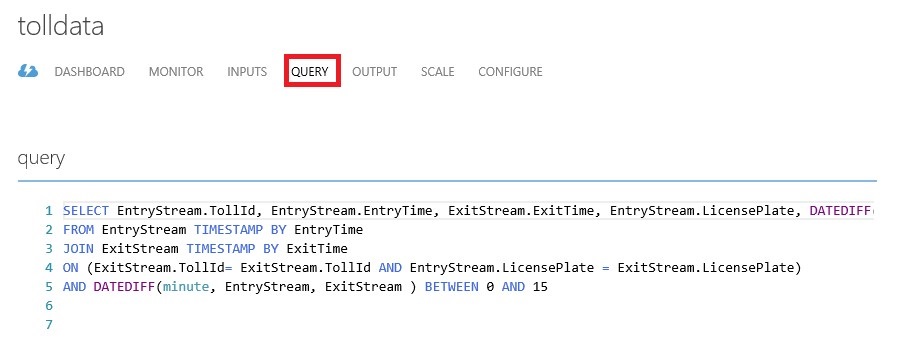 tolldata
DASHBOARD MONITOR INPUTS QUERY OUTPUT SCALE CONFIGURE
query
1 SELECT EntryStream.TollId, EntryStream.EntryTime, ExitStream.ExitTime, EntryStream.LicensePlate, DATEDIFF(
2 FROM EntryStream TIMESTAMP BY EntryTime
3 JOIN ExitStream TIMESTAMP BY ExitTime
4 ON (ExitStream.TollId= ExitStream.TollId AND EntryStream.LicensePlate = ExitStream.LicensePlate)
5 AND DATEDIFF(minute, EntryStream, ExitStream ) BETWEEN 0 AND 15
6
7